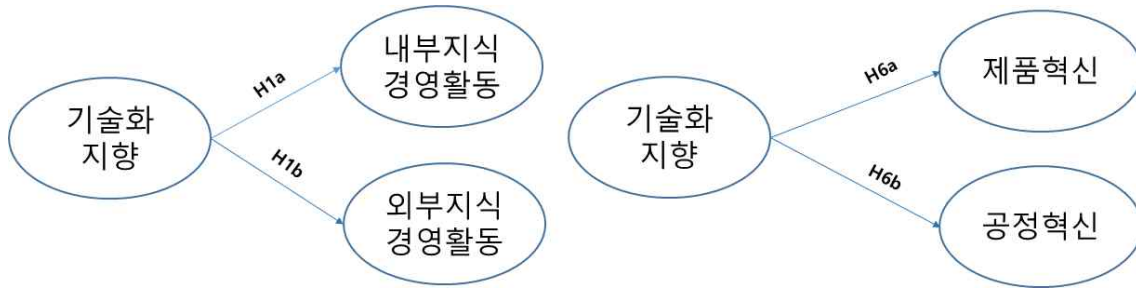 기술화
지향
H1a
내부지식
경영활동
H1b
외부지식
경영활동
기술화
지향
H6a
제품혁신
H6b
공정혁신